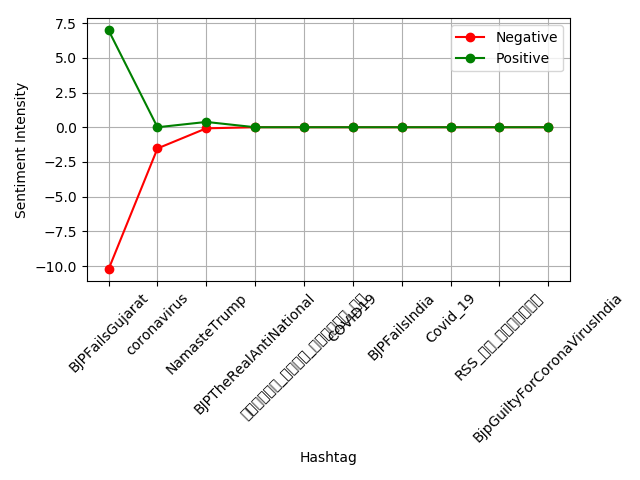 7.5
5.0
2.5
0.0
−2.5
−5.0
−7.5
−10.0
Sentiment Intensity
Negative
Positive
BJPFailsGujarat
coronavirus
NamasteTrump
BJPTheRealAntiNational
COVID19
BJPFailsIndia
Covid_19
RSS_
BjpGuiltyForCoronaVirusIndia
Hashtag